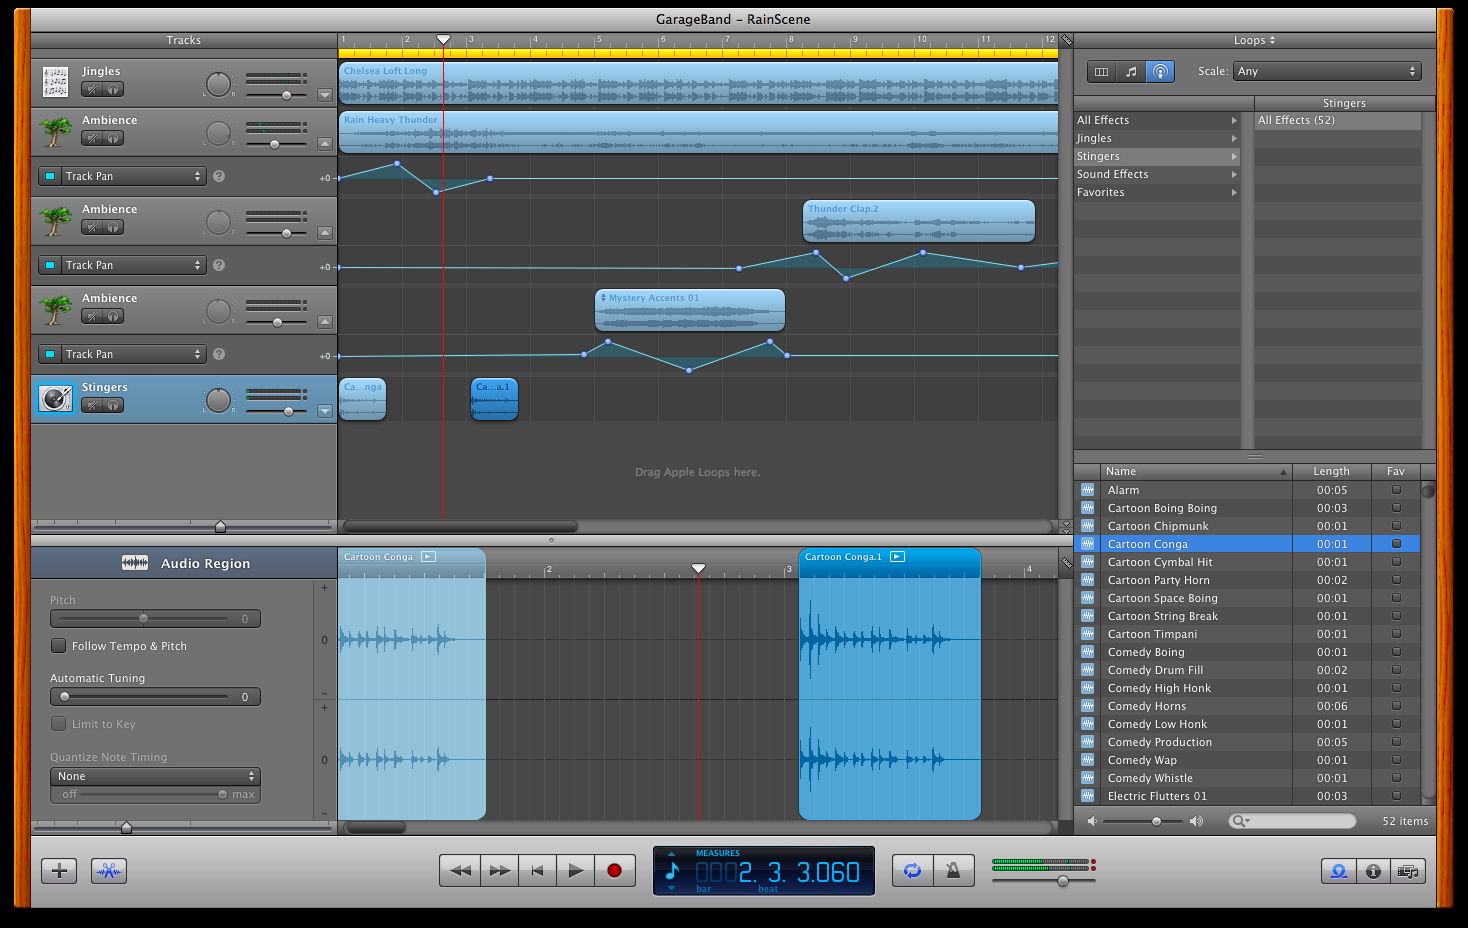 GarageBand – RainScene
Tracks
1 2 3 4 5 6 7 8 9 10 11 12
Loops
Jingles
L R
Chelsea Loft Long
Scale: Any
Stingers
Ambience
L R
Rain Heavy Thunder
All Effects
All Effects (52)
Jingles
Stingers
Sound Effects
Favorites
Track Pan ? +0
Ambience
L R
Thunder Clap.2
Track Pan ? +0
Ambience
L R
Mystery Accents 01
Track Pan ? +0
Stingers
L R
Ca...nga
Ca...a.1
Drag Apple Loops here.
Name Length Fav
Alarm 00:05
Cartoon Boing Boing 00:03
Cartoon Chipmunk 00:01
Cartoon Conga 00:01
Cartoon Cymbal Hit 00:01
Cartoon Party Horn 00:02
Cartoon Space Boing 00:01
Cartoon String Break 00:01
Cartoon Timpani 00:01
Comedy Boing 00:01
Comedy Drum Fill 00:02
Comedy High Honk 00:01
Comedy Horns 00:06
Comedy Low Honk 00:01
Comedy Production 00:05
Comedy Wap 00:01
Comedy Whistle 00:01
Electric Flutters 01 00:03
52 items
Audio Region
Cartoon Conga
Cartoon Conga.1
2 3 4
Pitch
0
Follow Tempo & Pitch
Automatic Tuning
0
Limit to Key
Quantize Note Timing
None
off max
+
0
–
+
0
–
MEASURES
0002. 3. 3.060
bar beat